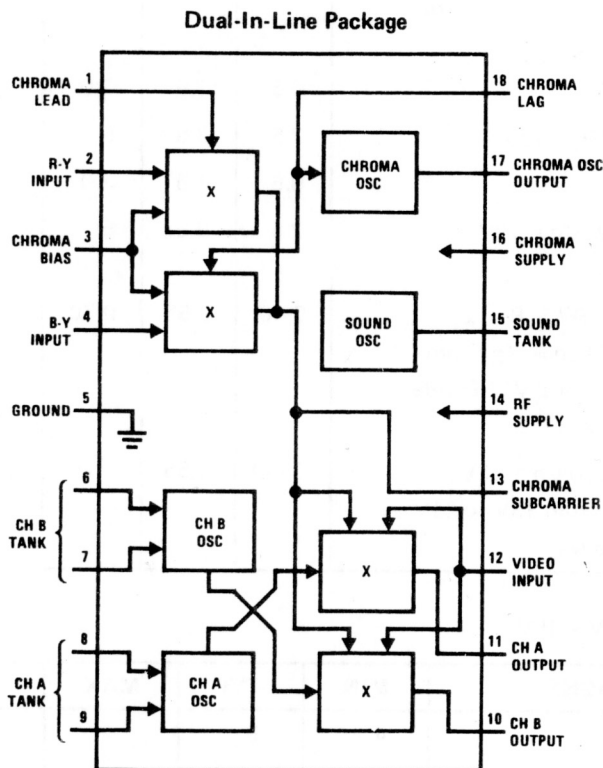 Dual-In-Line Package
CHROMA
LEAD
1
R-Y
INPUT
2
CHROMA
BIAS
3
B-Y
INPUT
4
GROUND
5
6
CH B
TANK
7
8
CH A
TANK
9
X
X
CHROMA
OSC
SOUND
OSC
CH B
OSC
CH A
OSC
X
X
18 CHROMA
LAG
17 CHROMA OSC
OUTPUT
16 CHROMA
SUPPLY
15 SOUND
TANK
14 RF
SUPPLY
13 CHROMA
SUBCARRIER
12 VIDEO
INPUT
11 CH A
OUTPUT
10 CH B
OUTPUT